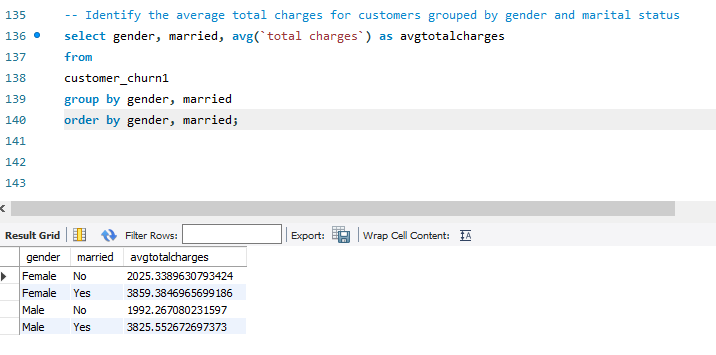 135 -- Identify the average total charges for customers grouped by gender and marital status
136 select gender, married, avg(`total charges`) as avgtotalcharges
137 from
138 customer_churn1
139 group by gender, married
140 order by gender, married;
141
142
143
Result Grid Filter Rows: Export: Wrap Cell Content:
gender married avgtotalcharges
Female No 2025.3389630793424
Female Yes 3859.3846965699186
Male No 1992.267080231597
Male Yes 3825.552672697373